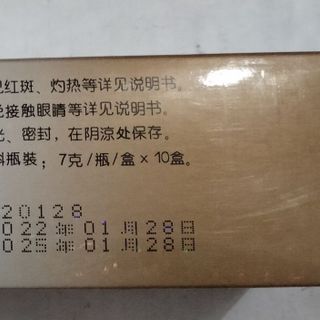 红斑、灼热等详见说明书。
接触眼睛等详见说明书。
、密封，在阴凉处保存。
瓶装；7克/瓶/盒×10盒。
20128
022年01月28日
025年01月28日